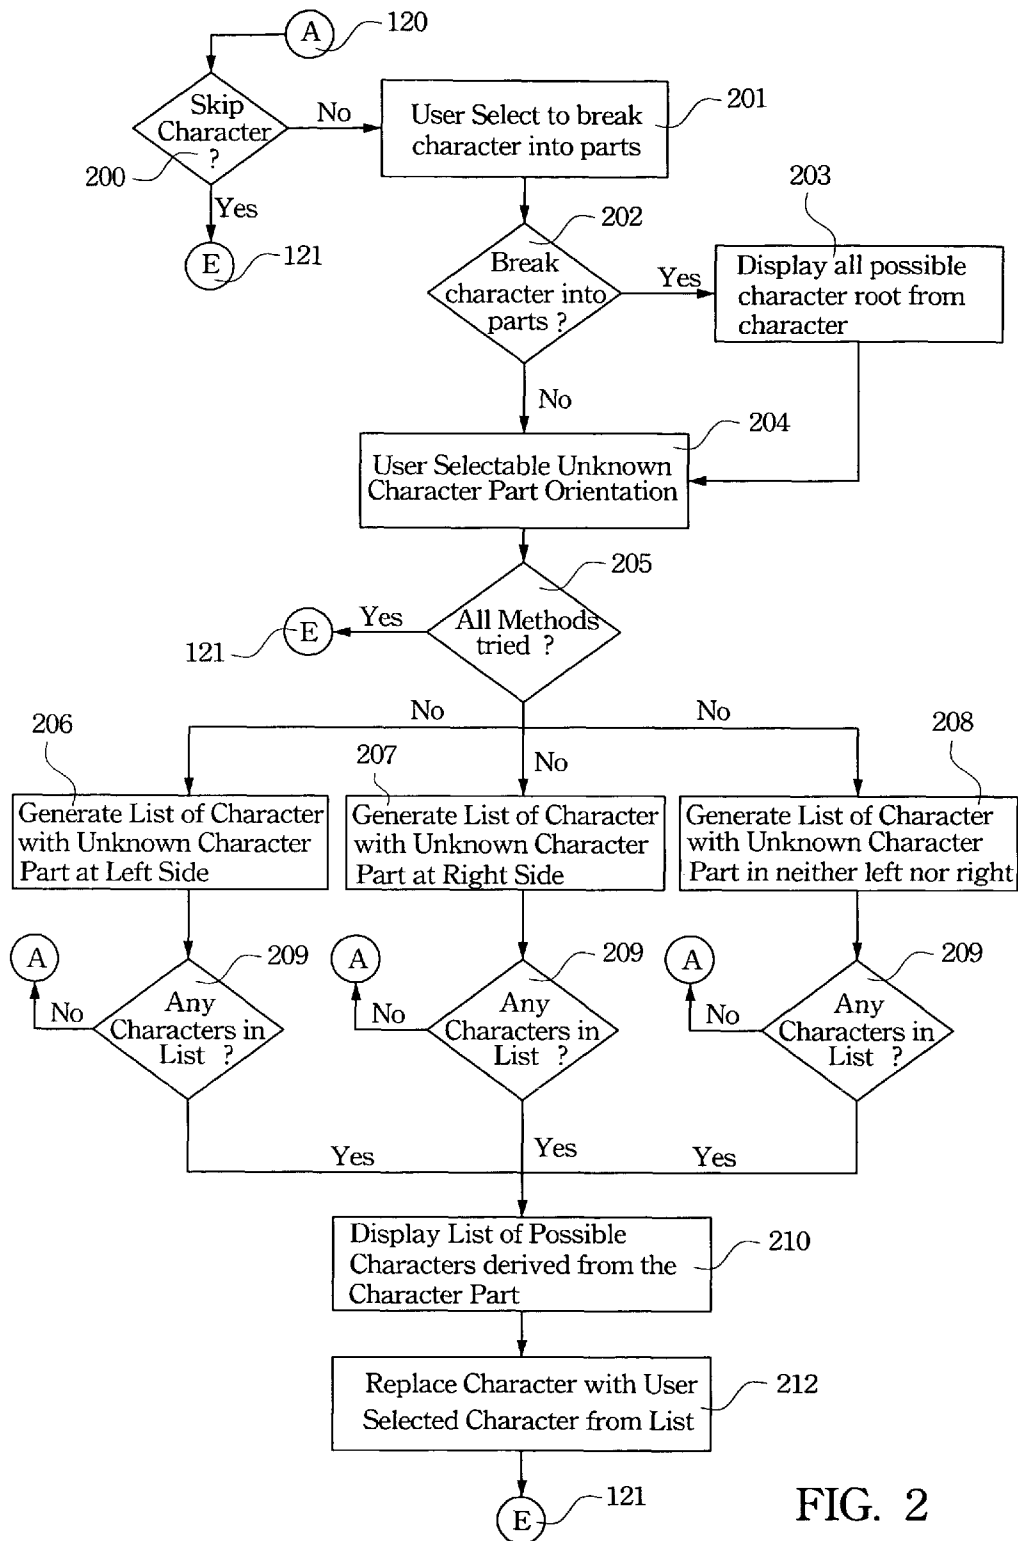 A
120
Skip
Character
?
200
No
User Select to break
character into parts
201
Yes
E
121
202
Break
character into
parts ?
Yes
203
Display all possible
character root from
character
No
204
User Selectable Unknown
Character Part Orientation
205
All Methods
tried ?
Yes
E
121
No
No
No
206
Generate List of Character
with Unknown Character
Part at Left Side
207
Generate List of Character
with Unknown Character
Part at Right Side
208
Generate List of Character
with Unknown Character
Part in neither left nor right
A
No
209
Any
Characters in
List ?
A
No
209
Any
Characters in
List ?
A
No
209
Any
Characters in
List ?
Yes
Yes
Yes
Display List of Possible
Characters derived from the
Character Part
210
Replace Character with User
Selected Character from List
212
E
121
FIG. 2